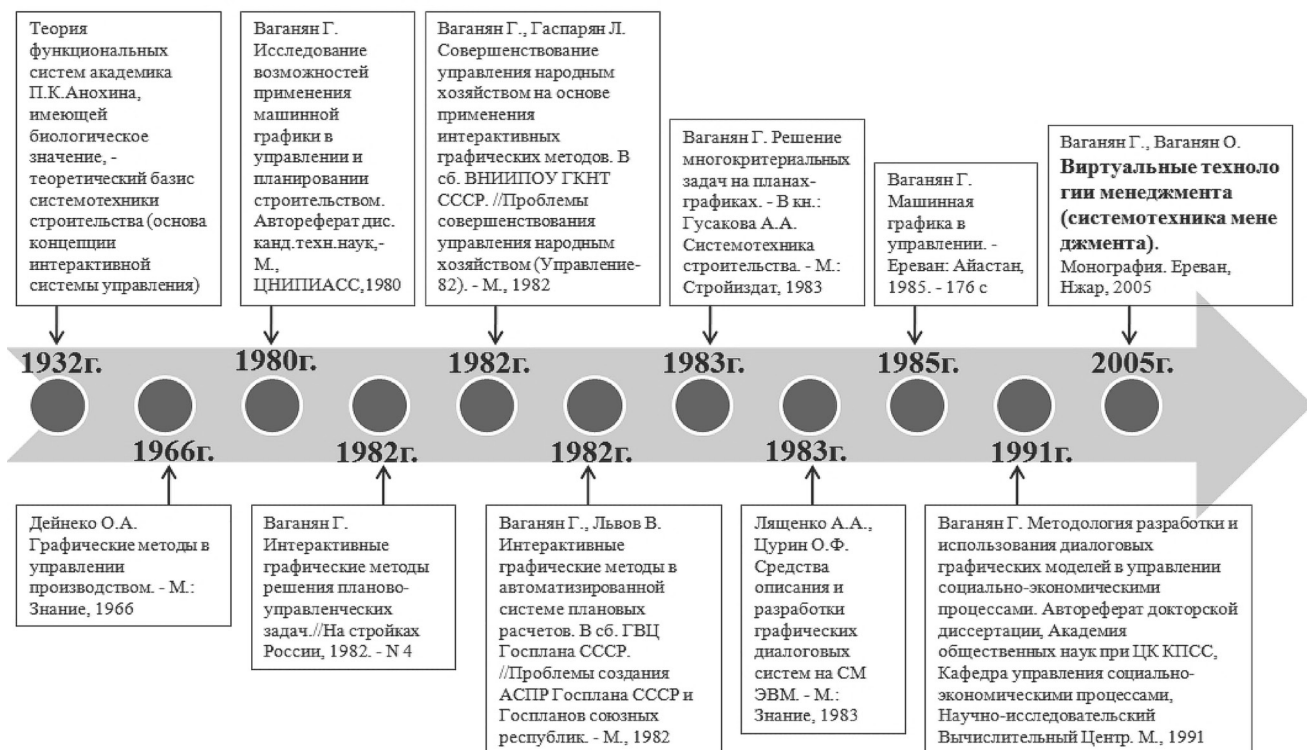 Теория
функциональных
систем академика
П.К.Анохина,
имеющей
биологическое
значение, -
теоретический базис
системотехники
строительства (основа
концепции
интерактивной
системы управления)
Ваганян Г.
Исследование
возможностей
применения
машинной
графики в
управлении и
планировании
строительством.
Автореферат дис.
канд.техн.наук,-
М.,
ЦНИПИАСС,1980
Ваганян Г., Гаспарян Л.
Совершенствование
управления народным
хозяйством на основе
применения
интерактивных
графических методов. В
сб. ВНИИПОУ ГКНТ
СССР. //Проблемы
совершенствования
управления народным
хозяйством (Управление-
82). - М., 1982
Ваганян Г. Решение
многокритериальных
задач на планах-
графиках. - В кн.:
Гусакова А.А.
Системотехника
строительства. - М.:
Стройиздат, 1983
Ваганян Г.
Машинная
графика в
управлении. -
Ереван: Айастан,
1985. - 176 с
Ваганян Г., Ваганян О.
Виртуальные техноло
гии менеджмента
(системотехника мене
джмента).
Монография. Ереван,
Нжар, 2005
1932г.
1980г.
1982г.
1983г.
1985г.
2005г.
1966г.
1982г.
1982г.
1983г.
1991г.
Дейнеко О.А.
Графические методы в
управлении
производством. - М.:
Знание, 1966
Ваганян Г.
Интерактивные
графические методы
решения планово-
управленческих
задач.//На стройках
России, 1982. - N 4
Ваганян Г., Львов В.
Интерактивные
графические методы в
автоматизированной
системе плановых
расчетов. В сб. ГВЦ
Госплана СССР.
//Проблемы создания
АСПР Госплана СССР и
Госпланов союзных
республик. - М., 1982
Лященко А.А.,
Цурин О.Ф.
Средства
описания и
разработки
графических
диалоговых
систем на СМ
ЭВМ. - М.:
Знание, 1983
Ваганян Г. Методология разработки и
использования диалоговых
графических моделей в управлении
социально-экономическими
процессами. Автореферат докторской
диссертации, Академия
общественных наук при ЦК КПСС,
Кафедра управления социально-
экономическими процессами,
Научно-исследовательский
Вычислительный Центр. М., 1991